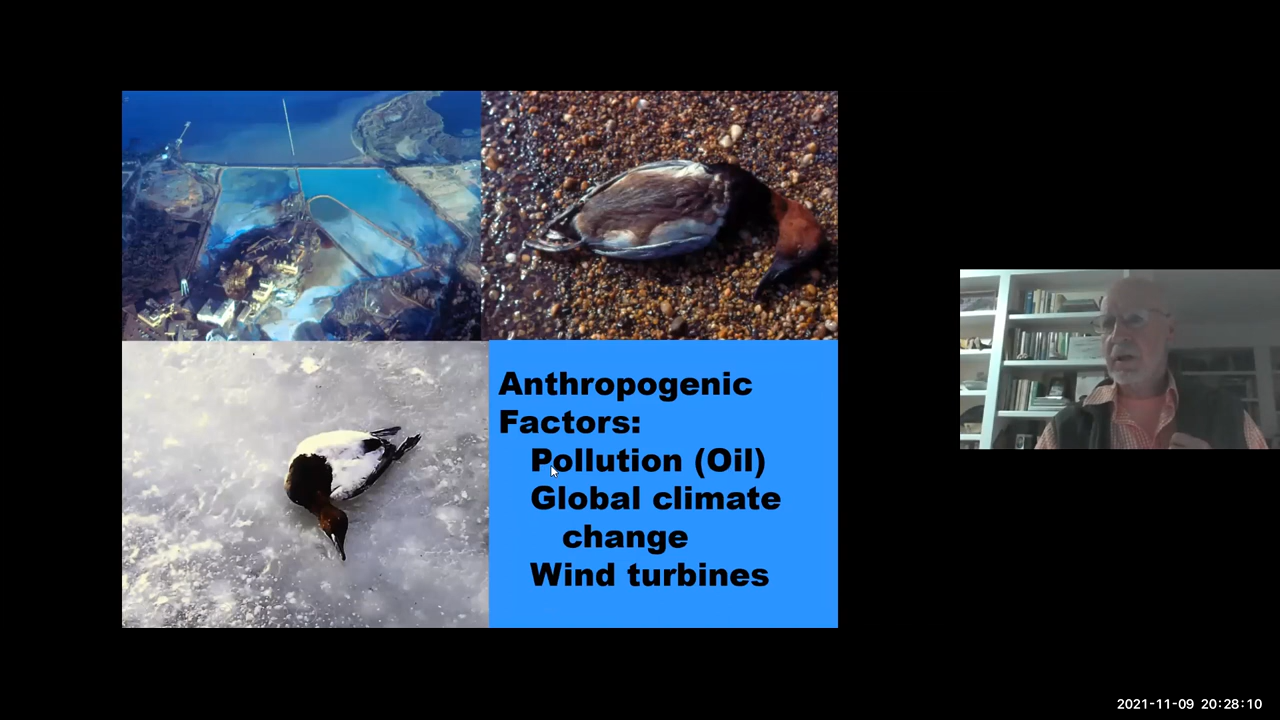 Anthropogenic
Factors:
Pollution (Oil)
Global climate
change
Wind turbines
2021-11-09 20:28:10